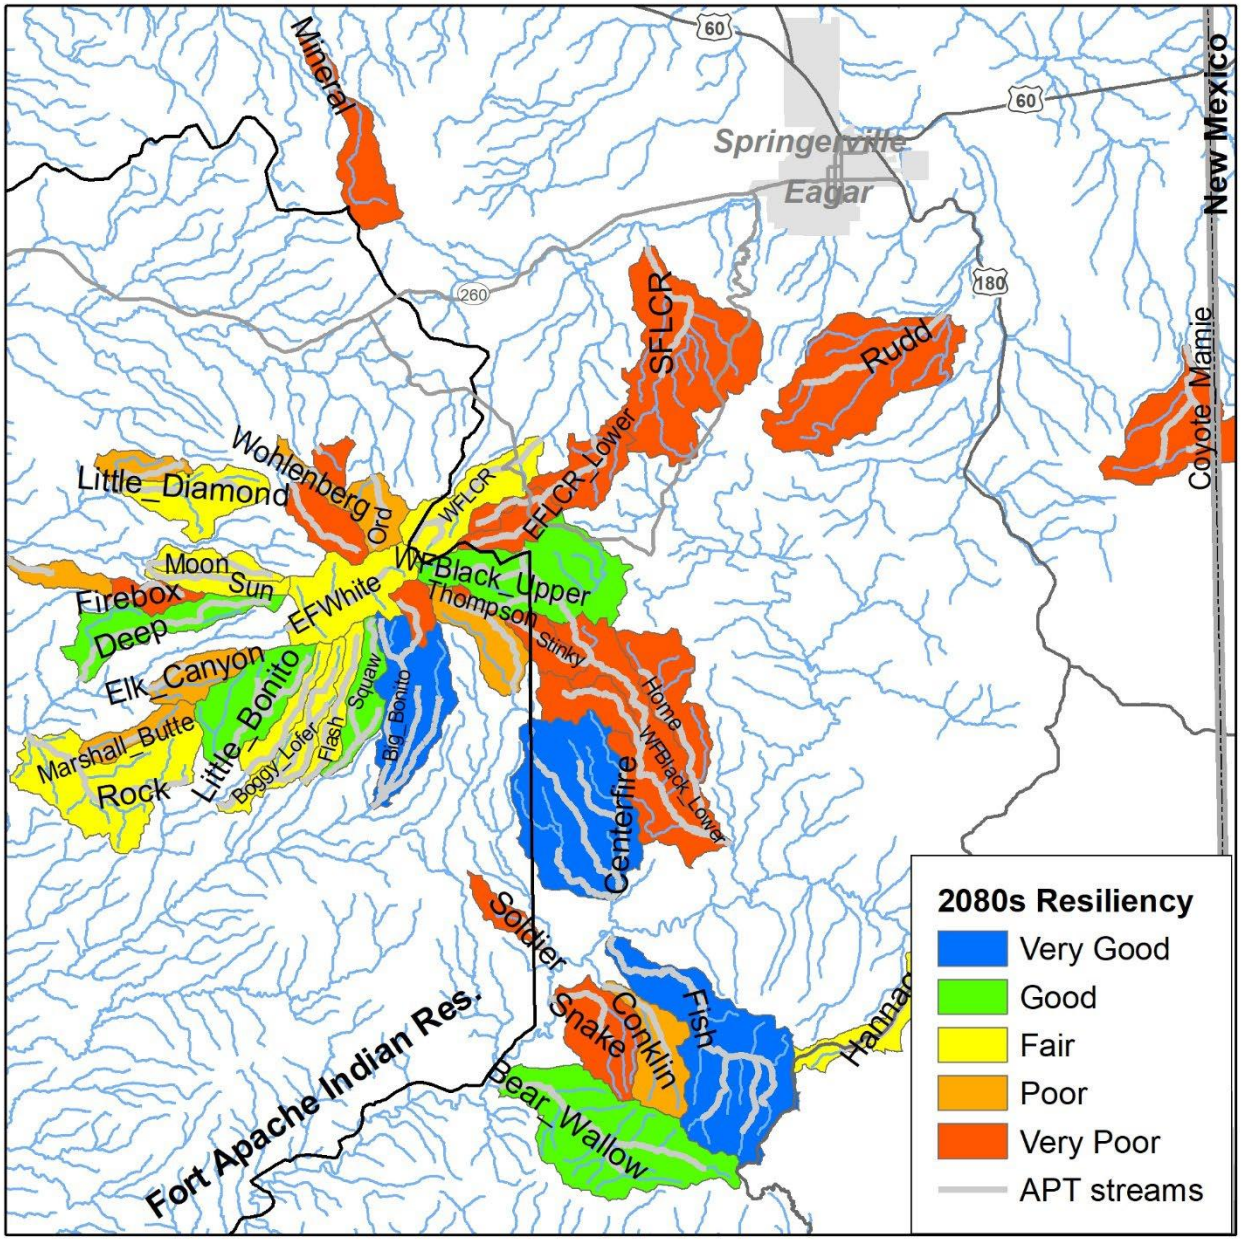 Mineral
60
60
New Mexico
Springerville
Eagar
180
260
SFLCR
Rudd
Coyote_Mamie
Wohlenberg
Little_Diamond
Ord
WFLCR
EFLCR_Lower
Moon
Sun
Firebox
Deep
EFWhite
WFBlack_Upper
Thompson
Stinky
Elk_Canyon
Little_Bonito
Squaw
Big_Bonito
Home
Marshall_Butte
Rock
Boggy_Lofer
Flash
WFBlack_Lower
Centerfire
Soldier
Snake
Conklin
Fish
Hannag
Bear_Wallow
Fort Apache Indian Res.
2080s Resiliency
Very Good
Good
Fair
Poor
Very Poor
APT streams